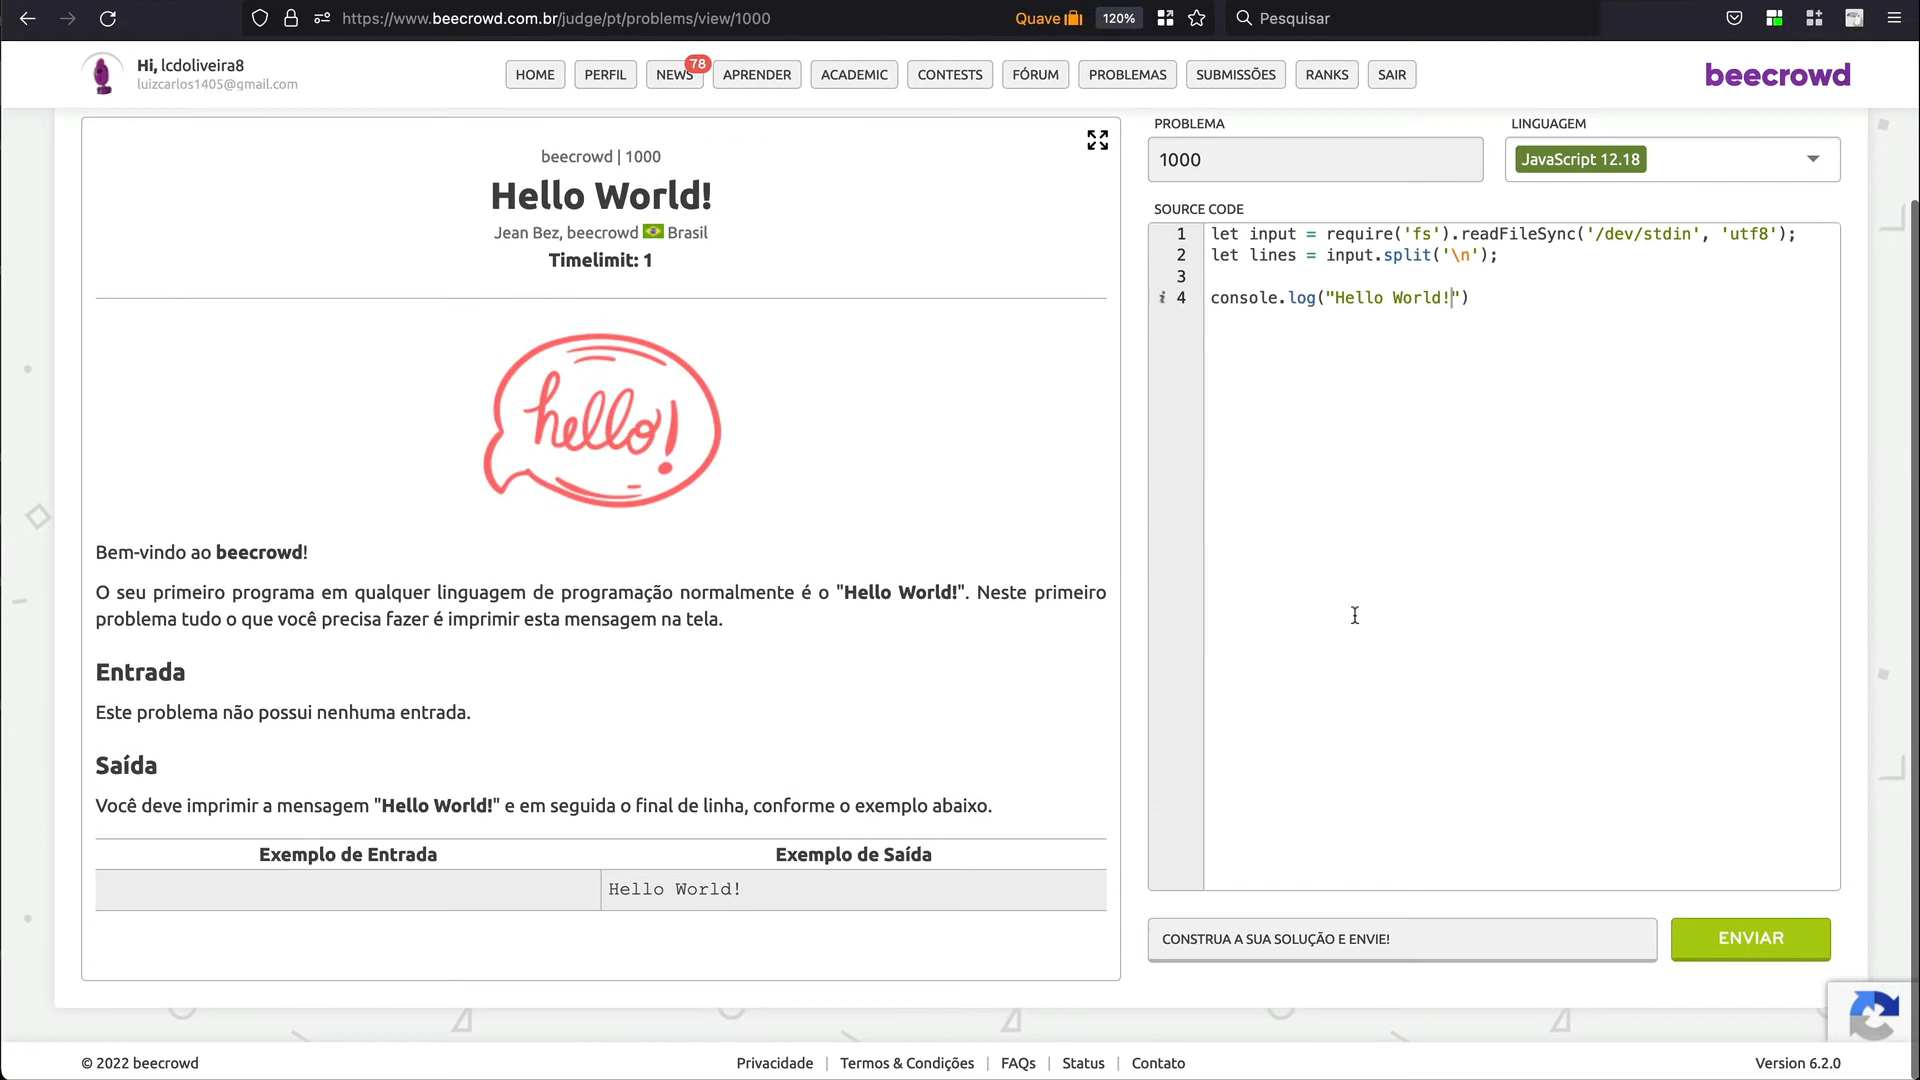 https://www.beecrowd.com.br/judge/pt/problems/view/1000
Quave
120%
Pesquisar
Hi, lcdoliveira8
luizcarlos1405@gmail.com
HOME
PERFIL
NEWS
78
APRENDER
ACADEMIC
CONTESTS
FÓRUM
PROBLEMAS
SUBMISSÕES
RANKS
SAIR
beecrowd
beecrowd | 1000
Hello World!
Jean Bez, beecrowd Brasil
Timelimit: 1
hello!
Bem-vindo ao beecrowd!
O seu primeiro programa em qualquer linguagem de programação normalmente é o "Hello World!". Neste primeiro
problema tudo o que você precisa fazer é imprimir esta mensagem na tela.
Entrada
Este problema não possui nenhuma entrada.
Saída
Você deve imprimir a mensagem "Hello World!" e em seguida o final de linha, conforme o exemplo abaixo.
Exemplo de Entrada
Exemplo de Saída
Hello World!
PROBLEMA
1000
LINGUAGEM
JavaScript 12.18
SOURCE CODE
1 let input = require('fs').readFileSync('/dev/stdin', 'utf8');
2 let lines = input.split('\n');
3
i 4 console.log("Hello World!")
CONSTRUA A SUA SOLUÇÃO E ENVIE!
ENVIAR
© 2022 beecrowd
Privacidade | Termos & Condições | FAQs | Status | Contato
Version 6.2.0